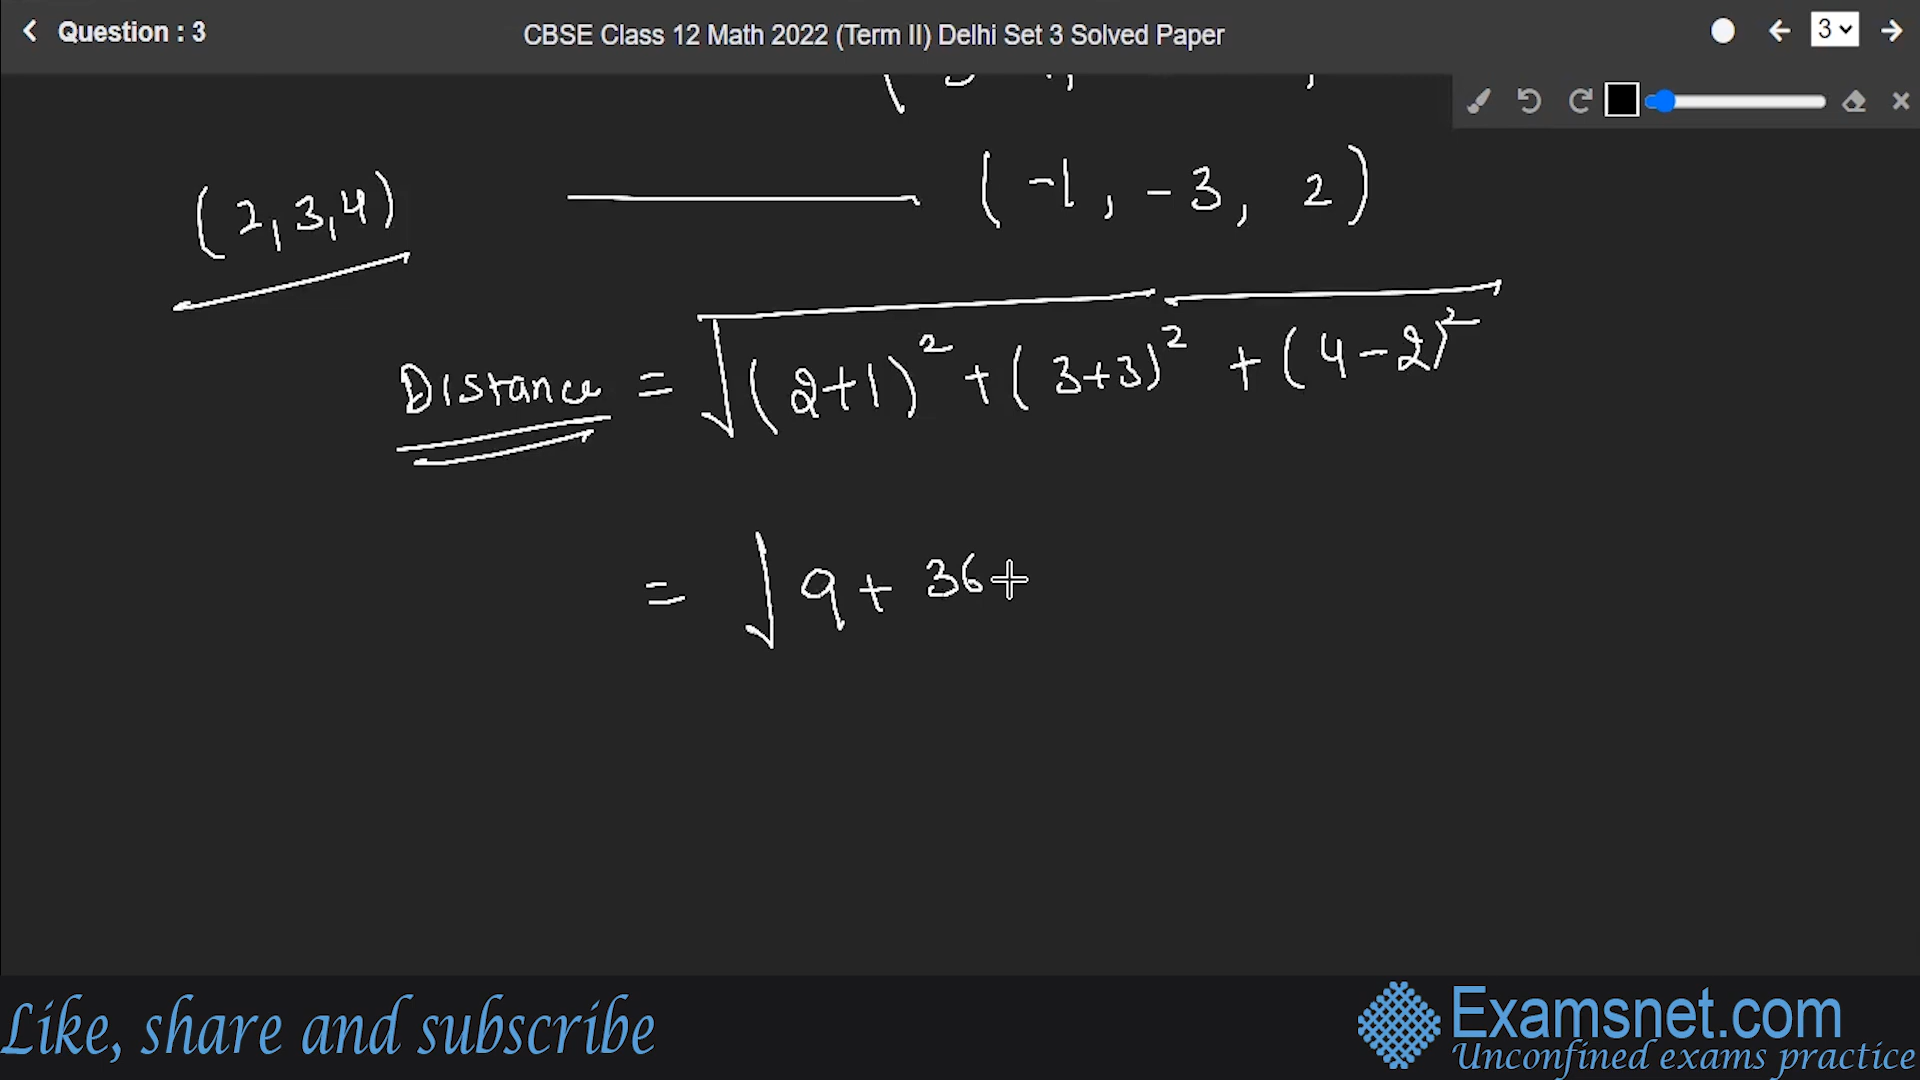 Question : 3
CBSE Class 12 Math 2022 (Term II) Delhi Set 3 Solved Paper
3
(2,3,4) (-1, -3, 2)
Distance = √(2+1)² + (3+3)² + (4-2)²
= √9 + 36 +
Like, share and subscribe
Examsnet.com
Unconfined exams practice